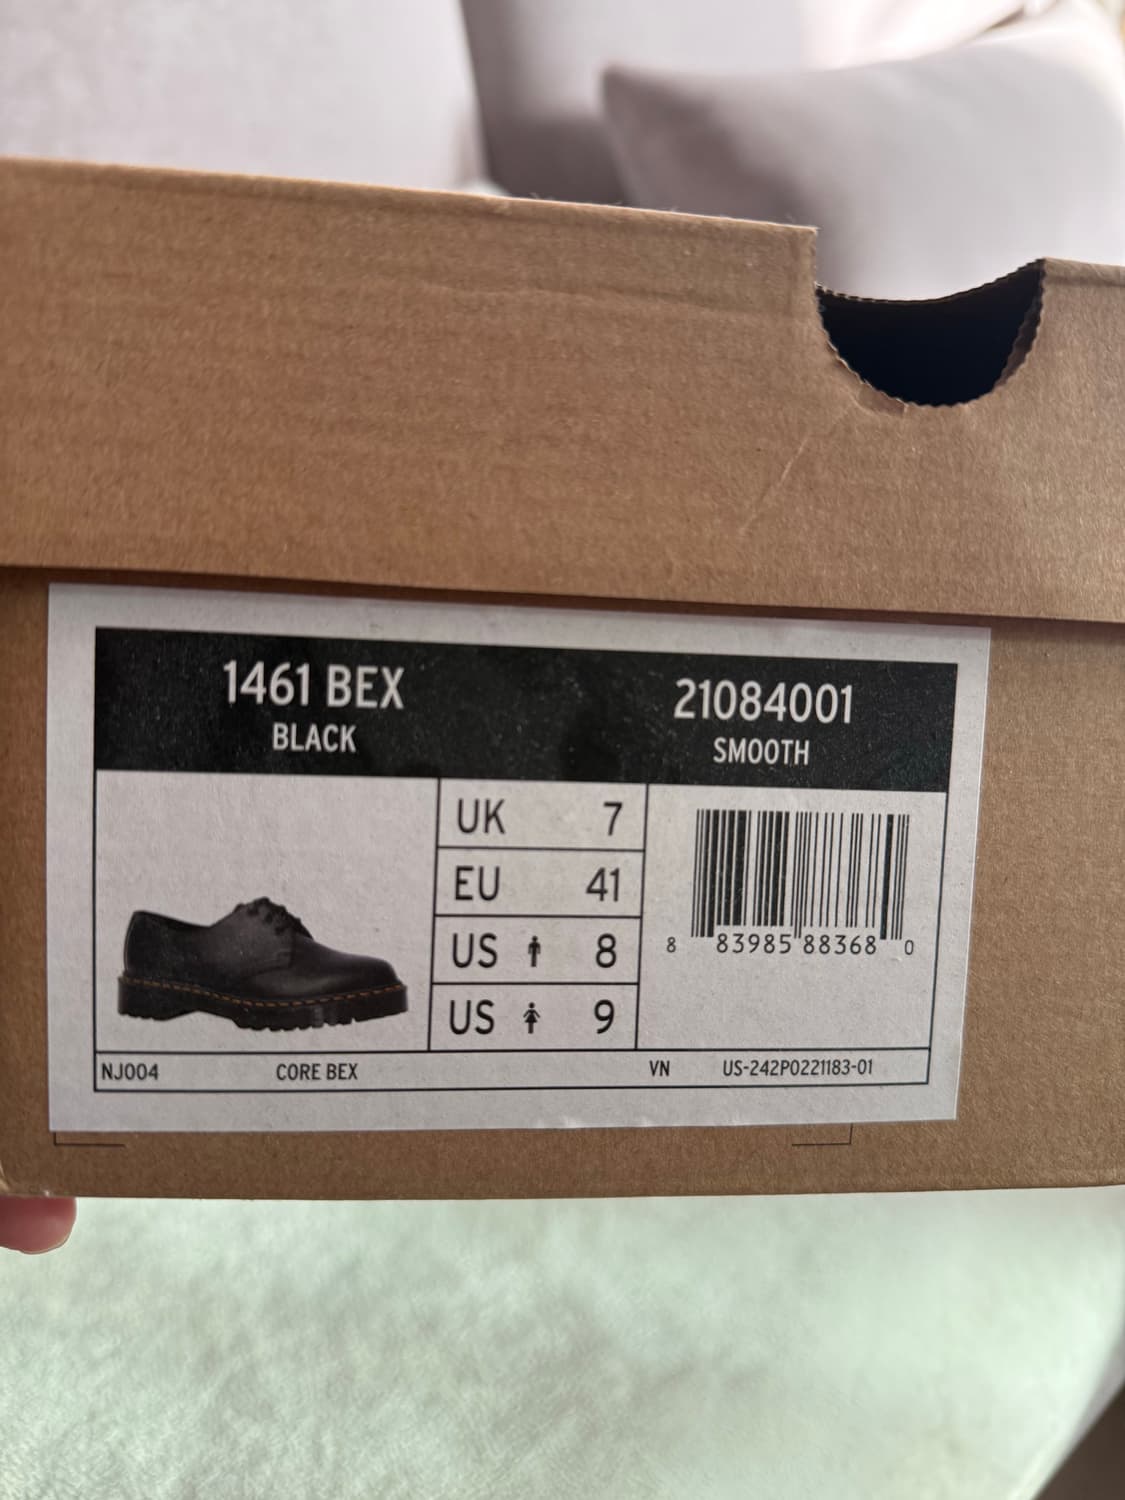 1461 BEX
BLACK
21084001
SMOOTH
UK 7
EU 41
US 8
US 9
8 83985 88368 0
NJ004 CORE BEX VN US-242P0221183-01